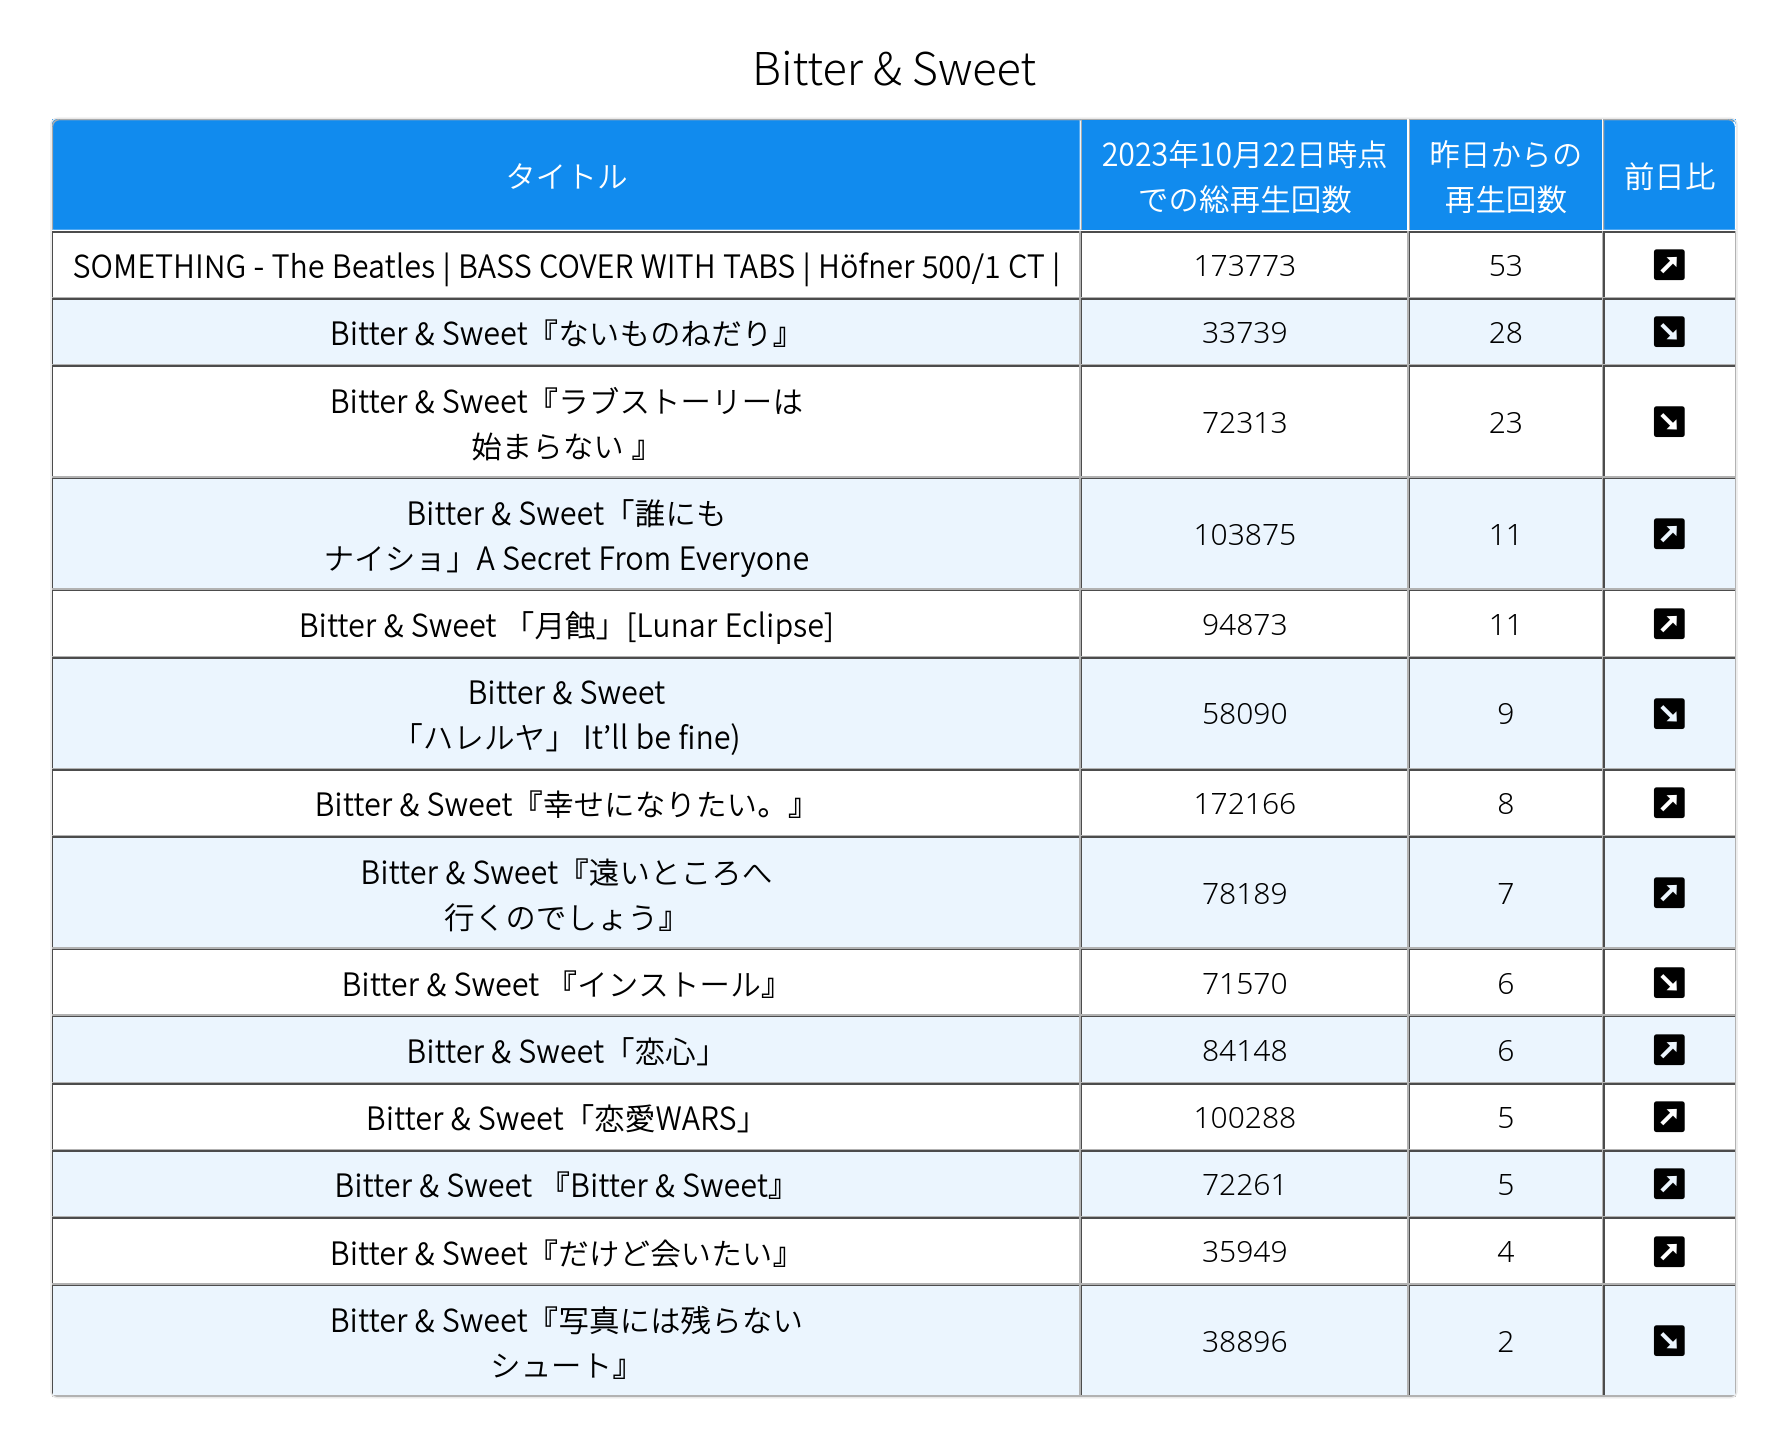 Bitter & Sweet
タイトル
2023年10月22日時点
での総再生回数
昨日からの
再生回数
前日比
SOMETHING - The Beatles | BASS COVER WITH TABS | Höfner 500/1 CT |
173773
53
Bitter & Sweet『ないものねだり』
33739
28
Bitter & Sweet『ラブストーリーは
始まらない 』
72313
23
Bitter & Sweet「誰にも
ナイショ」A Secret From Everyone
103875
11
Bitter & Sweet 「月蝕」[Lunar Eclipse]
94873
11
Bitter & Sweet
「ハレルヤ」 It’ll be fine)
58090
9
Bitter & Sweet『幸せになりたい。』
172166
8
Bitter & Sweet『遠いところへ
行くのでしょう』
78189
7
Bitter & Sweet 『インストール』
71570
6
Bitter & Sweet「恋心」
84148
6
Bitter & Sweet「恋愛WARS」
100288
5
Bitter & Sweet 『Bitter & Sweet』
72261
5
Bitter & Sweet『だけど会いたい』
35949
4
Bitter & Sweet『写真には残らない
シュート』
38896
2